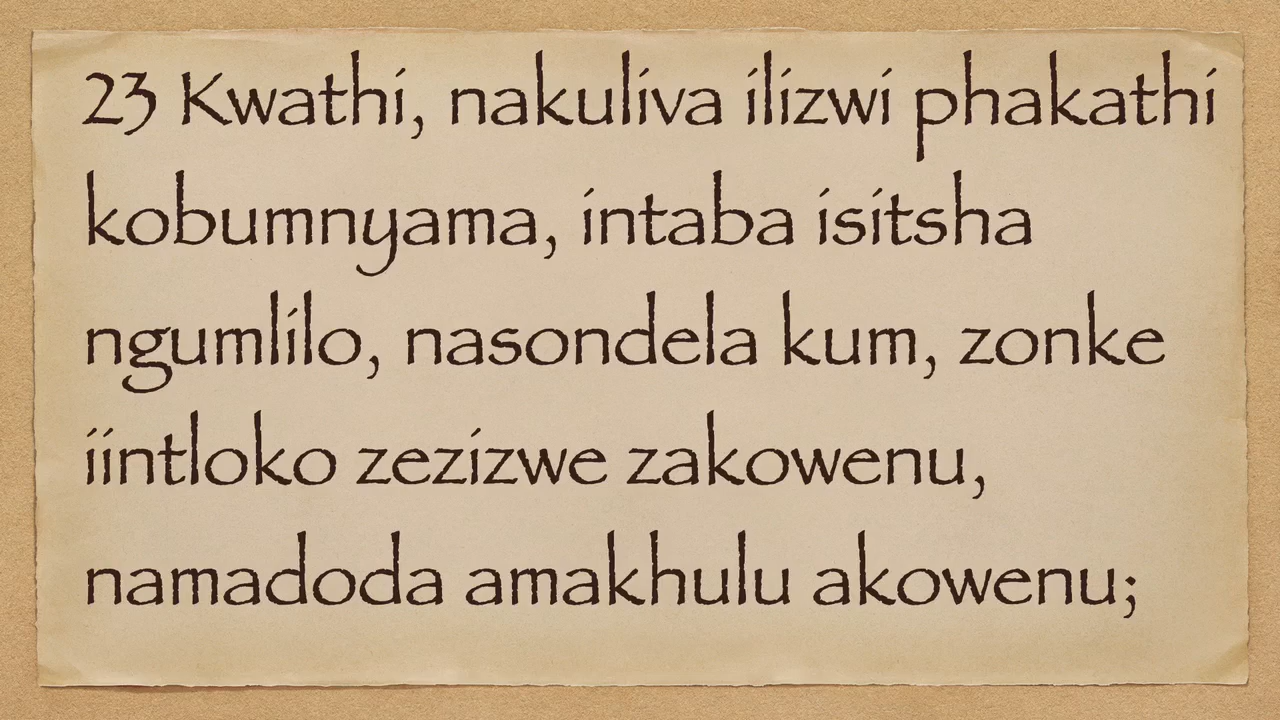 23 Kwathi, nakuliva ilizwi phakathi
kobumnyama, intaba isitsha
ngumlilo, nasondela kum, zonke
iintloko zezizwe zakowenu,
namadoda amakhulu akowenu;